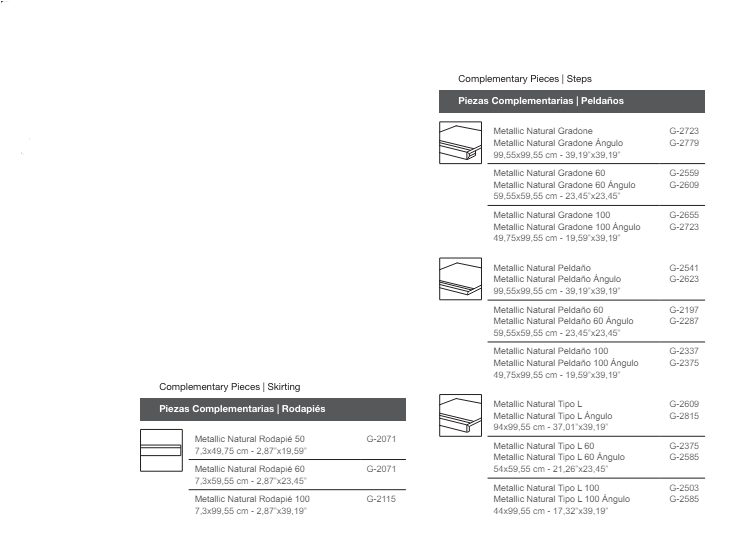 Complementary Pieces | Steps
Piezas Complementarias | Peldaños
Metallic Natural Gradone G-2723
Metallic Natural Gradone Ángulo G-2779
99,55x99,55 cm - 39,19"x39,19"
Metallic Natural Gradone 60 G-2559
Metallic Natural Gradone 60 Ángulo G-2609
59,55x59,55 cm - 23,45"x23,45"
Metallic Natural Gradone 100 G-2655
Metallic Natural Gradone 100 Ángulo G-2723
49,75x99,55 cm - 19,59"x39,19"
Metallic Natural Peldaño G-2541
Metallic Natural Peldaño Ángulo G-2623
99,55x99,55 cm - 39,19"x39,19"
Metallic Natural Peldaño 60 G-2197
Metallic Natural Peldaño 60 Ángulo G-2287
59,55x59,55 cm - 23,45"x23,45"
Metallic Natural Peldaño 100 G-2337
Metallic Natural Peldaño 100 Ángulo G-2375
49,75x99,55 cm - 19,59"x39,19"
Metallic Natural Tipo L G-2609
Metallic Natural Tipo L Ángulo G-2815
94x99,55 cm - 37,01"x39,19"
Metallic Natural Tipo L 60 G-2375
Metallic Natural Tipo L 60 Ángulo G-2585
54x59,55 cm - 21,26"x23,45"
Metallic Natural Tipo L 100 G-2503
Metallic Natural Tipo L 100 Ángulo G-2585
44x99,55 cm - 17,32"x39,19"
Complementary Pieces | Skirting
Piezas Complementarias | Rodapiés
Metallic Natural Rodapié 50 G-2071
7,3x49,75 cm - 2,87"x19,59"
Metallic Natural Rodapié 60 G-2071
7,3x59,55 cm - 2,87"x23,45"
Metallic Natural Rodapié 100 G-2115
7,3x99,55 cm - 2,87"x39,19"